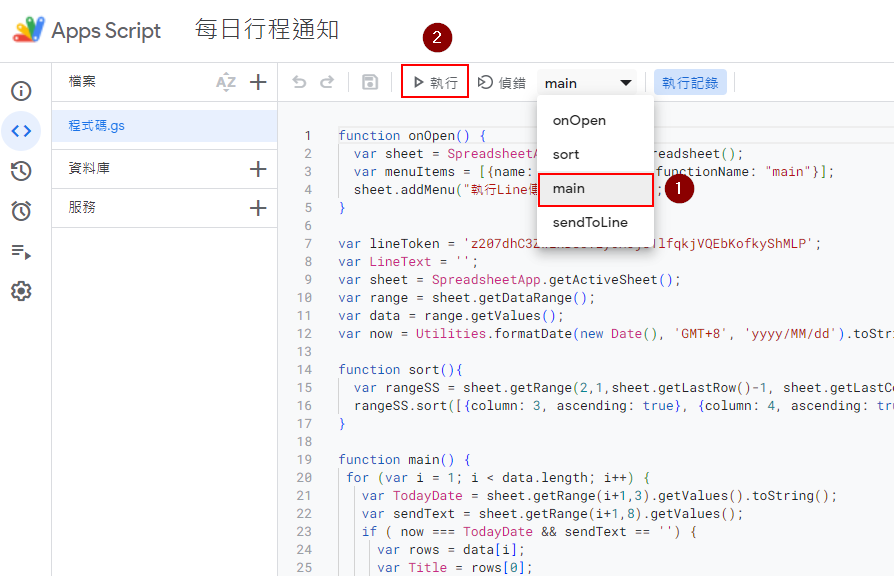 Apps Script 每日行程通知
2
檔案 AZ
執行 偵錯 main 執行記錄
程式碼.gs
資料庫
服務
onOpen
sort
main
sendToLine
1
1 function onOpen() {
2 var sheet = SpreadsheetA readsheet();
3 var menuItems = [{name: functionName: "main"}];
4 sheet.addMenu("執行Line傳 ;
5 }
6
7 var lineToken = lfqkjVQEbKofkyShMLP';
8 var LineText = '';
9 var sheet = SpreadsheetApp.getActiveSheet();
10 var range = sheet.getDataRange();
11 var data = range.getValues();
12 var now = Utilities.formatDate(new Date(), 'GMT+8', 'yyyy/MM/dd').toStri
13
14 function sort(){
15 var rangeSS = sheet.getRange(2,1,sheet.getLastRow()-1, sheet.getLastCo
16 rangeSS.sort([{column: 3, ascending: true}, {column: 4, ascending: tru
17 }
18
19 function main() {
20 for (var i = 1; i < data.length; i++) {
21 var TodayDate = sheet.getRange(i+1,3).getValues().toString();
22 var sendText = sheet.getRange(i+1,8).getValues();
23 if ( now === TodayDate && sendText == '') {
24 var rows = data[i];
25 var Title = rows[0];